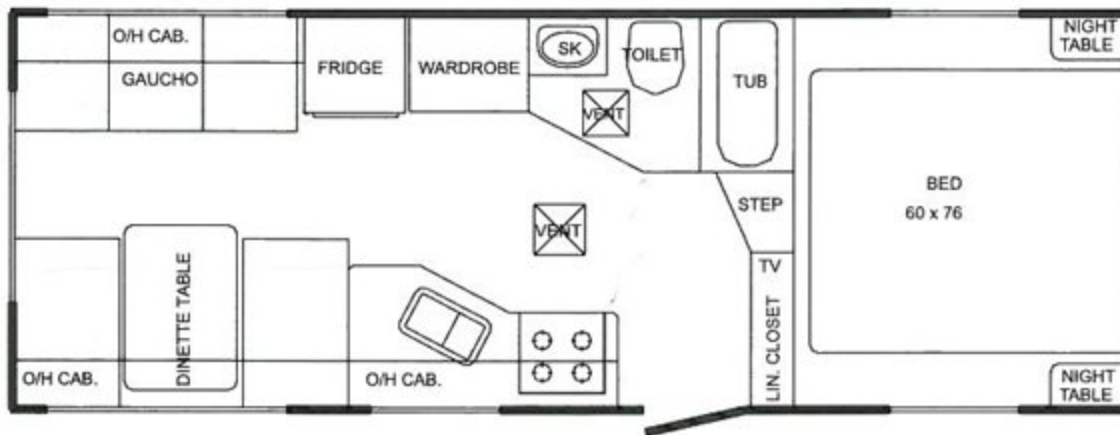 O/H CAB.
GAUCHO
FRIDGE
WARDROBE
SK
TOILET
VENT
TUB
NIGHT
TABLE
BED
60 x 76
STEP
VENT
TV
LIN. CLOSET
DINETTE TABLE
O/H CAB.
O/H CAB.
NIGHT
TABLE